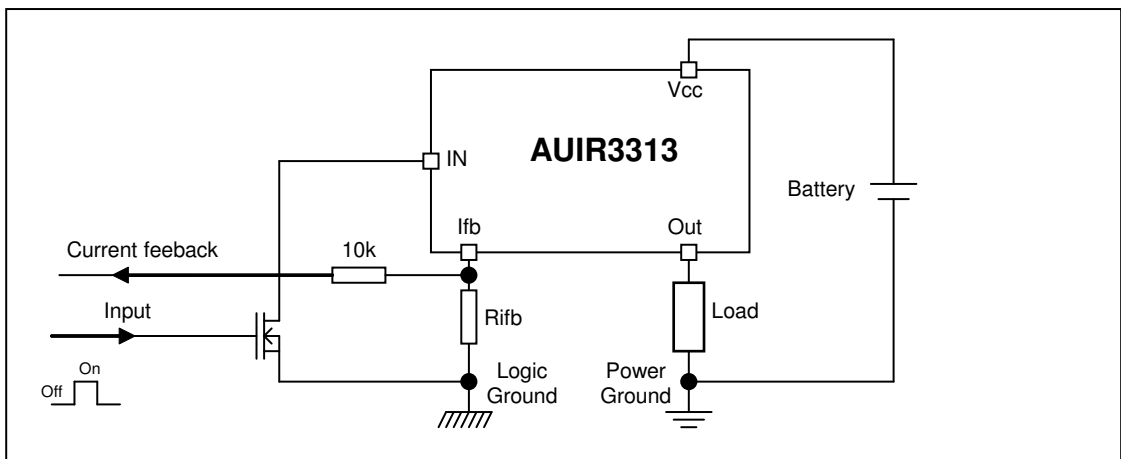 Vcc
AUIR3313
IN
Battery
Ifb
Out
Current feeback
10k
Input
Rifb
Load
On
Off
Logic
Ground
Power
Ground